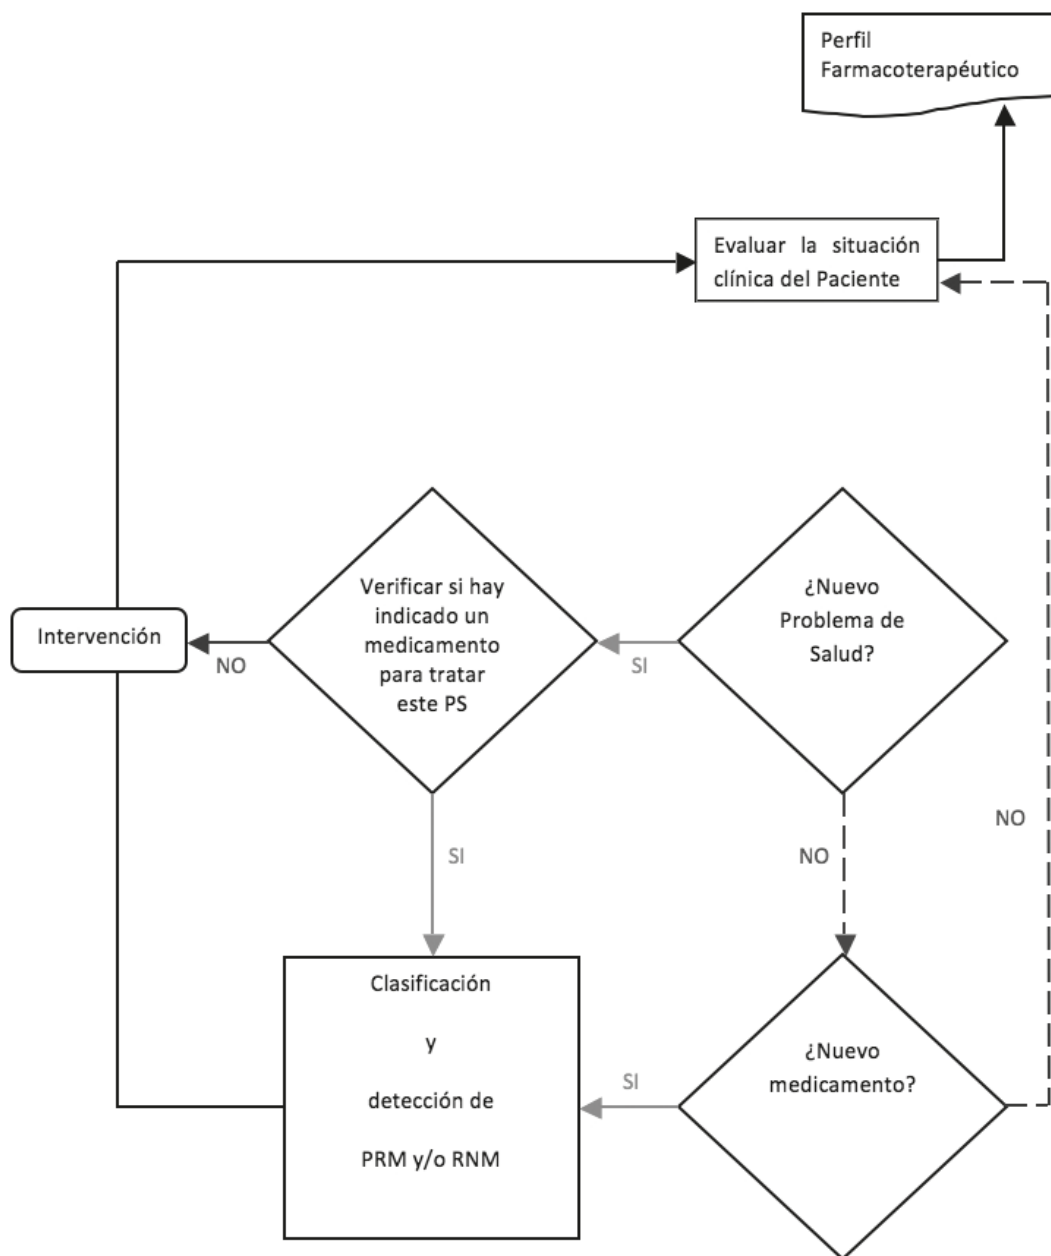 Perfil
Farmacoterapéutico
Evaluar la situación
clínica del Paciente
Verificar si hay
indicado un
medicamento
para tratar
este PS
¿Nuevo
Problema de
Salud?
Intervención
NO
SI
SI
NO
NO
Clasificación
y
detección de
PRM y/o RNM
SI
¿Nuevo
medicamento?